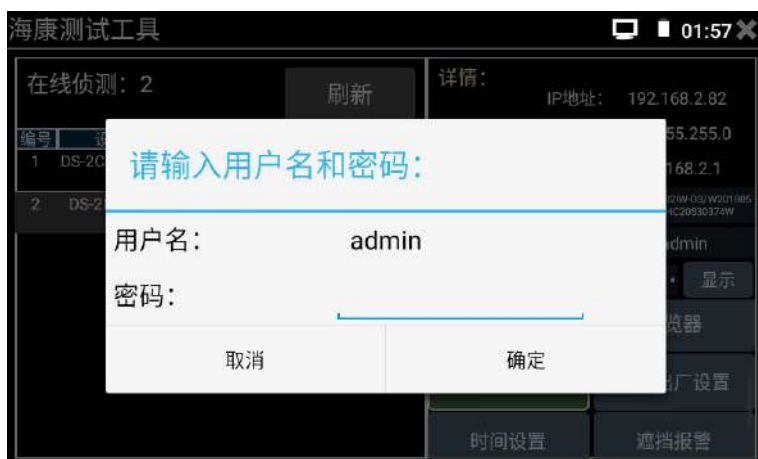 海康测试工具
01:57
在线侦测：2
刷新
详情：
IP地址： 192.168.2.82
编号
55.255.0
1 DS-2C
请输入用户名和密码：
168.2.1
2 DS-2
用户名： admin
dmin
密码：
显示
览器
取消
确定
出厂设置
时间设置
遮挡报警